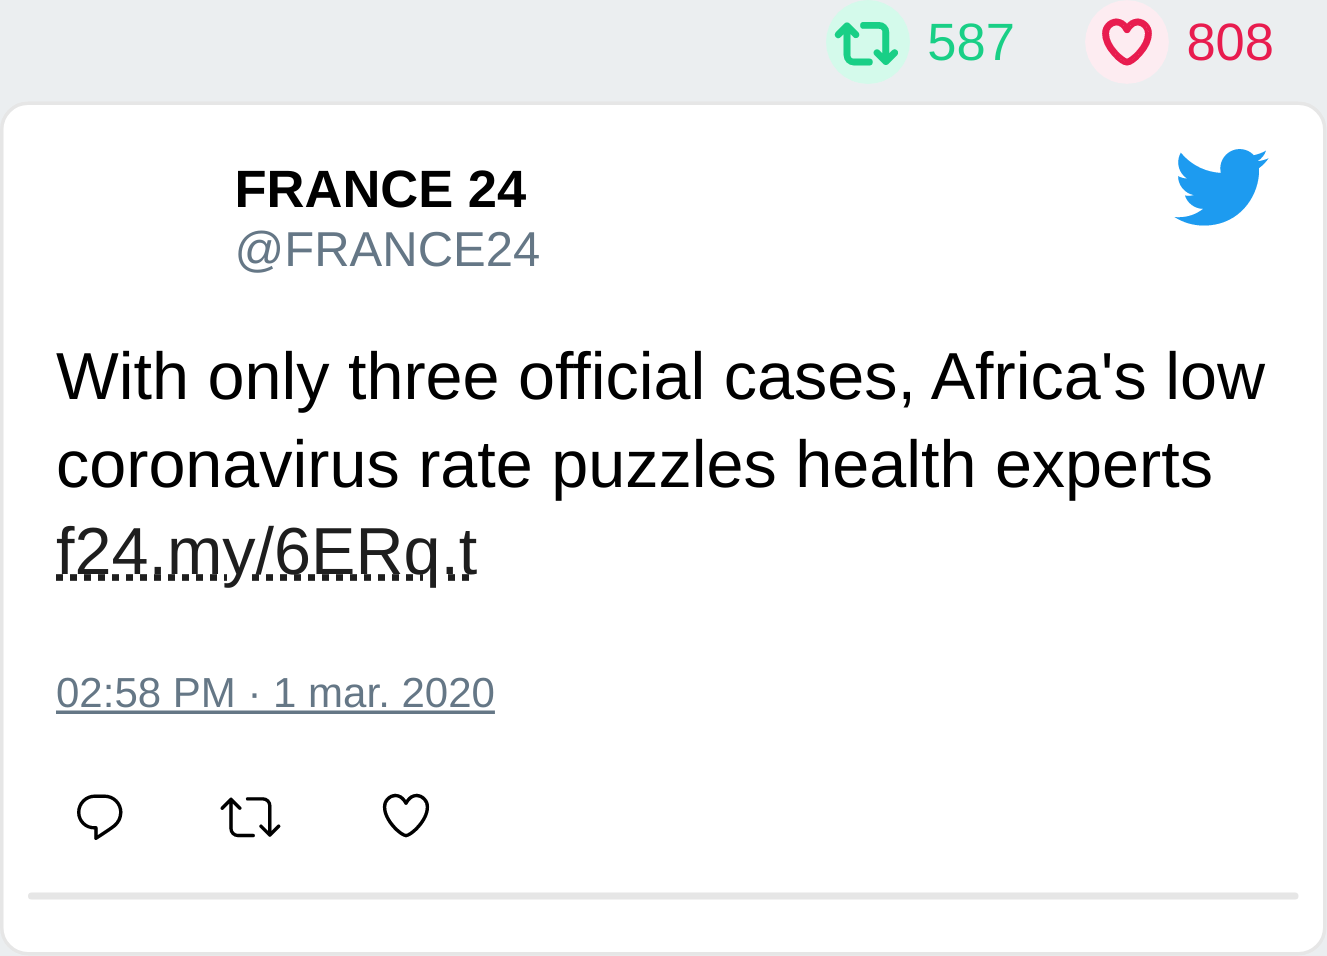 587 808
FRANCE 24
@FRANCE24
With only three official cases, Africa's low
coronavirus rate puzzles health experts
f24.my/6ERq.t
02:58 PM · 1 mar. 2020